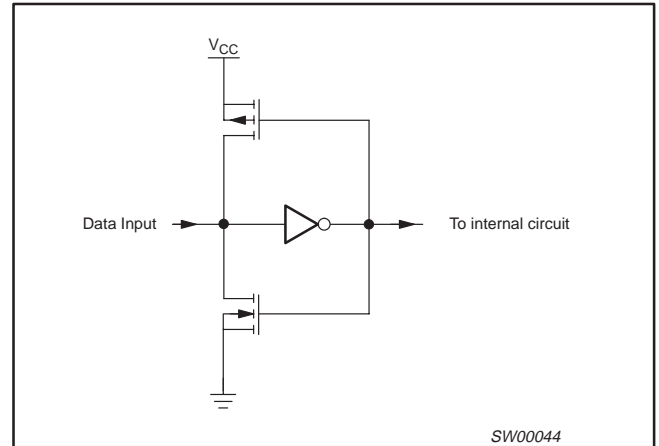 VCC
Data Input
To internal circuit
SW00044